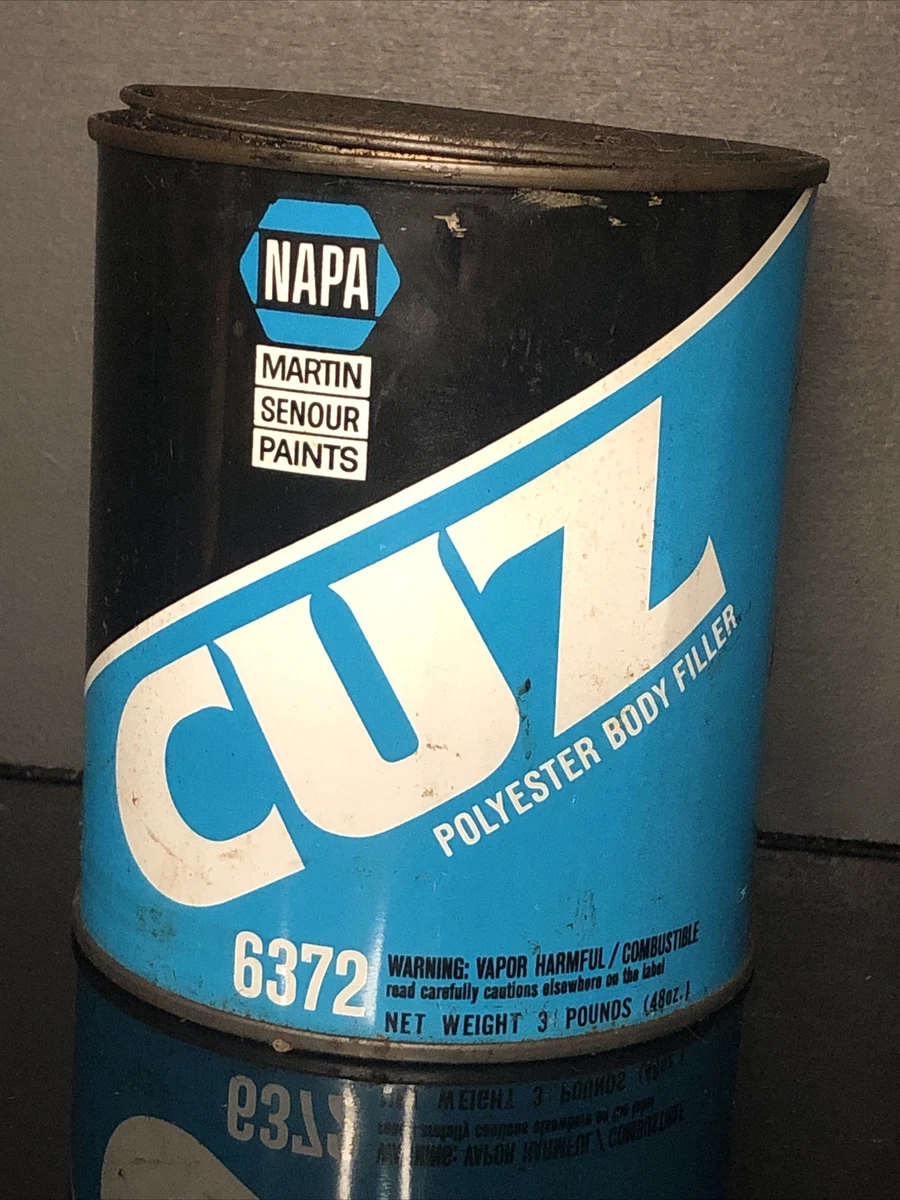 NAPA
MARTIN
SENOUR
PAINTS
CUZ
POLYESTER BODY FILLER
6372
WARNING: VAPOR HARMFUL / COMBUSTIBLE
read carefully cautions elsewhere on the label
NET WEIGHT 3 POUNDS (48oz.)